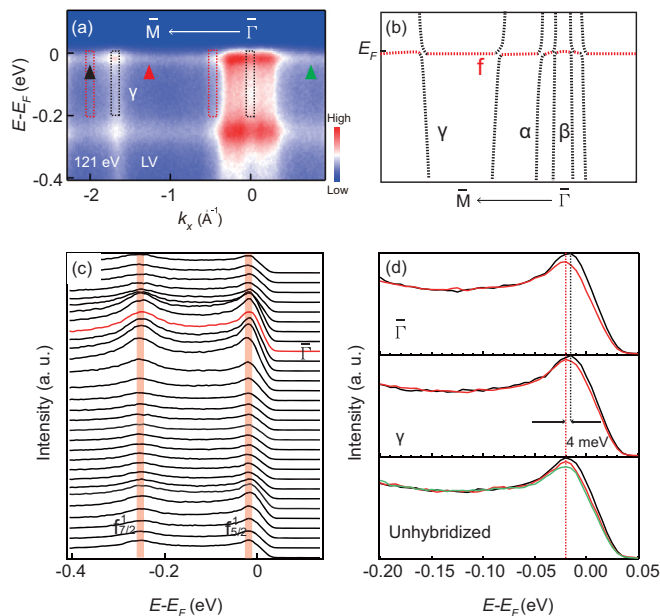 (a)
M̄ ← Γ̄
0
-0.2
-0.4
E-E_F (eV)
γ
121 eV LV
High
Low
-2 -1 0
k_x (Å⁻¹)
(b)
E_F
f
γ α β
M̄ ← Γ̄
(c)
Γ̄
f¹7/2 f¹5/2
Intensity (a. u.)
-0.4 -0.2 0
E-E_F (eV)
(d)
Γ̄
γ
4 meV
Unhybridized
Intensity (a. u.)
-0.20 -0.15 -0.10 -0.05 0.00 0.05
E-E_F (eV)